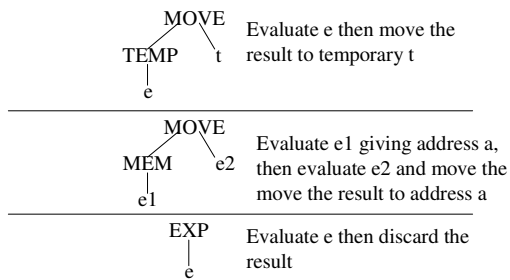 MOVE
TEMP t
e
Evaluate e then move the
result to temporary t
MOVE
MEM e2
e1
Evaluate e1 giving address a,
then evaluate e2 and move the
move the result to address a
EXP
e
Evaluate e then discard the
result